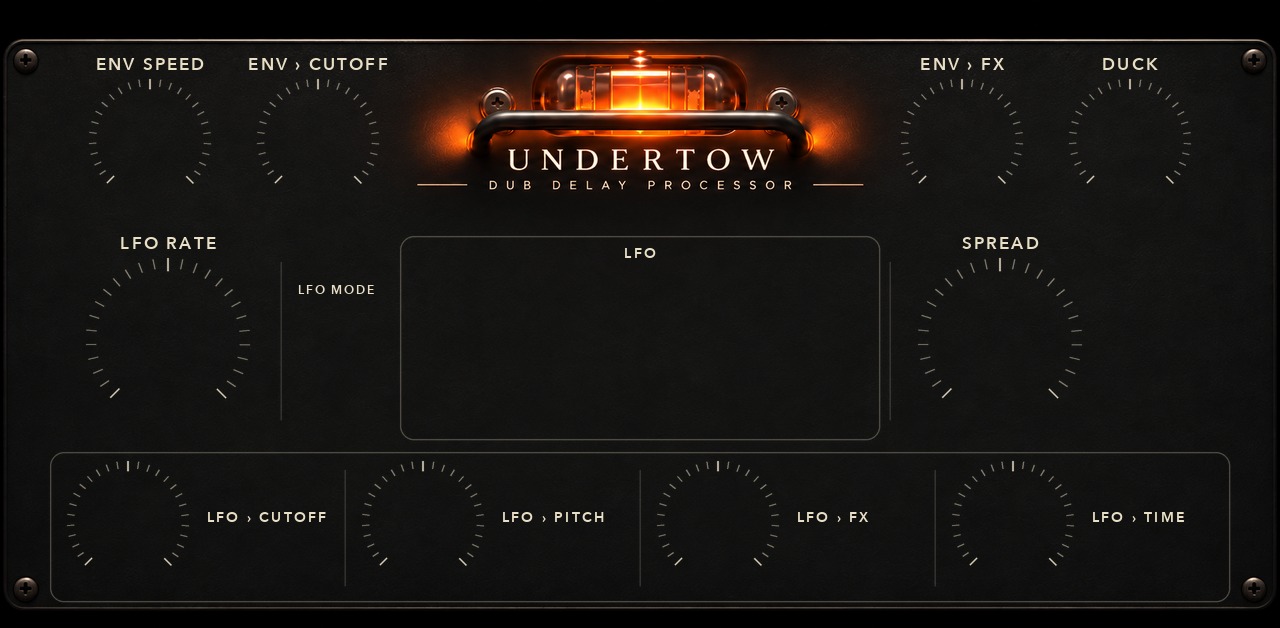 ENV SPEED
ENV › CUTOFF
ENV › FX
DUCK
UNDERTOW
DUB DELAY PROCESSOR
LFO RATE
LFO MODE
LFO
SPREAD
LFO › CUTOFF
LFO › PITCH
LFO › FX
LFO › TIME